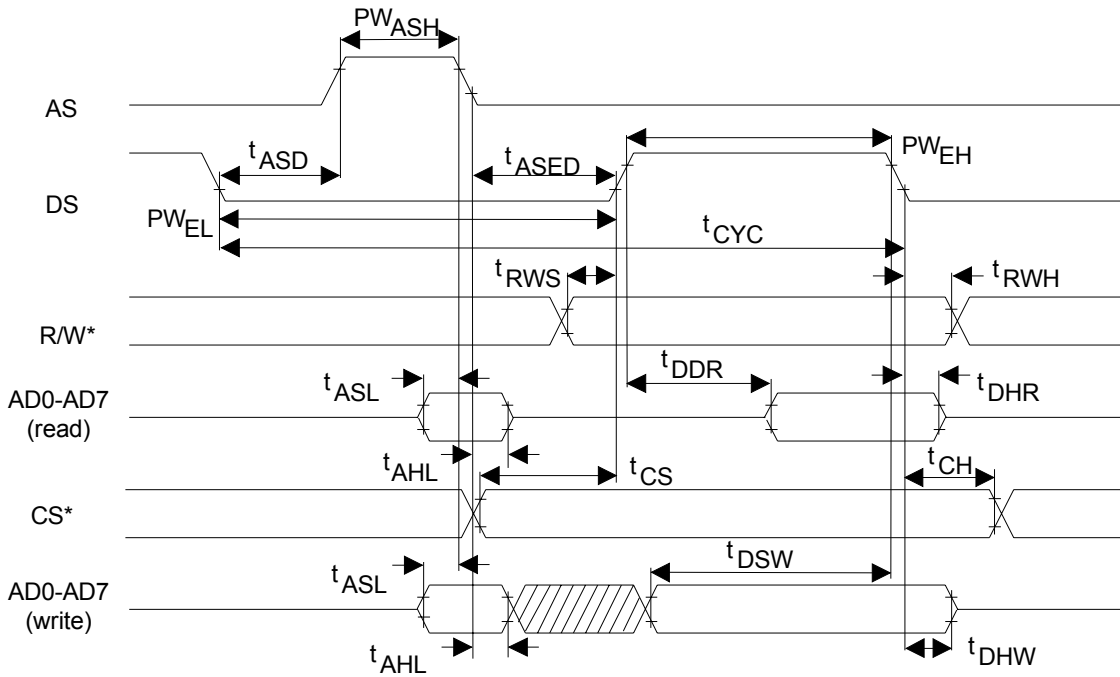 PWASH
AS
tASD
tASED
PWEH
DS
PWEL
tCYC
tRWS
tRWH
R/W*
tDDR
tASL
tDHR
AD0-AD7
(read)
tAHL
tCS
tCH
CS*
tASL
tDSW
AD0-AD7
(write)
tAHL
tDHW